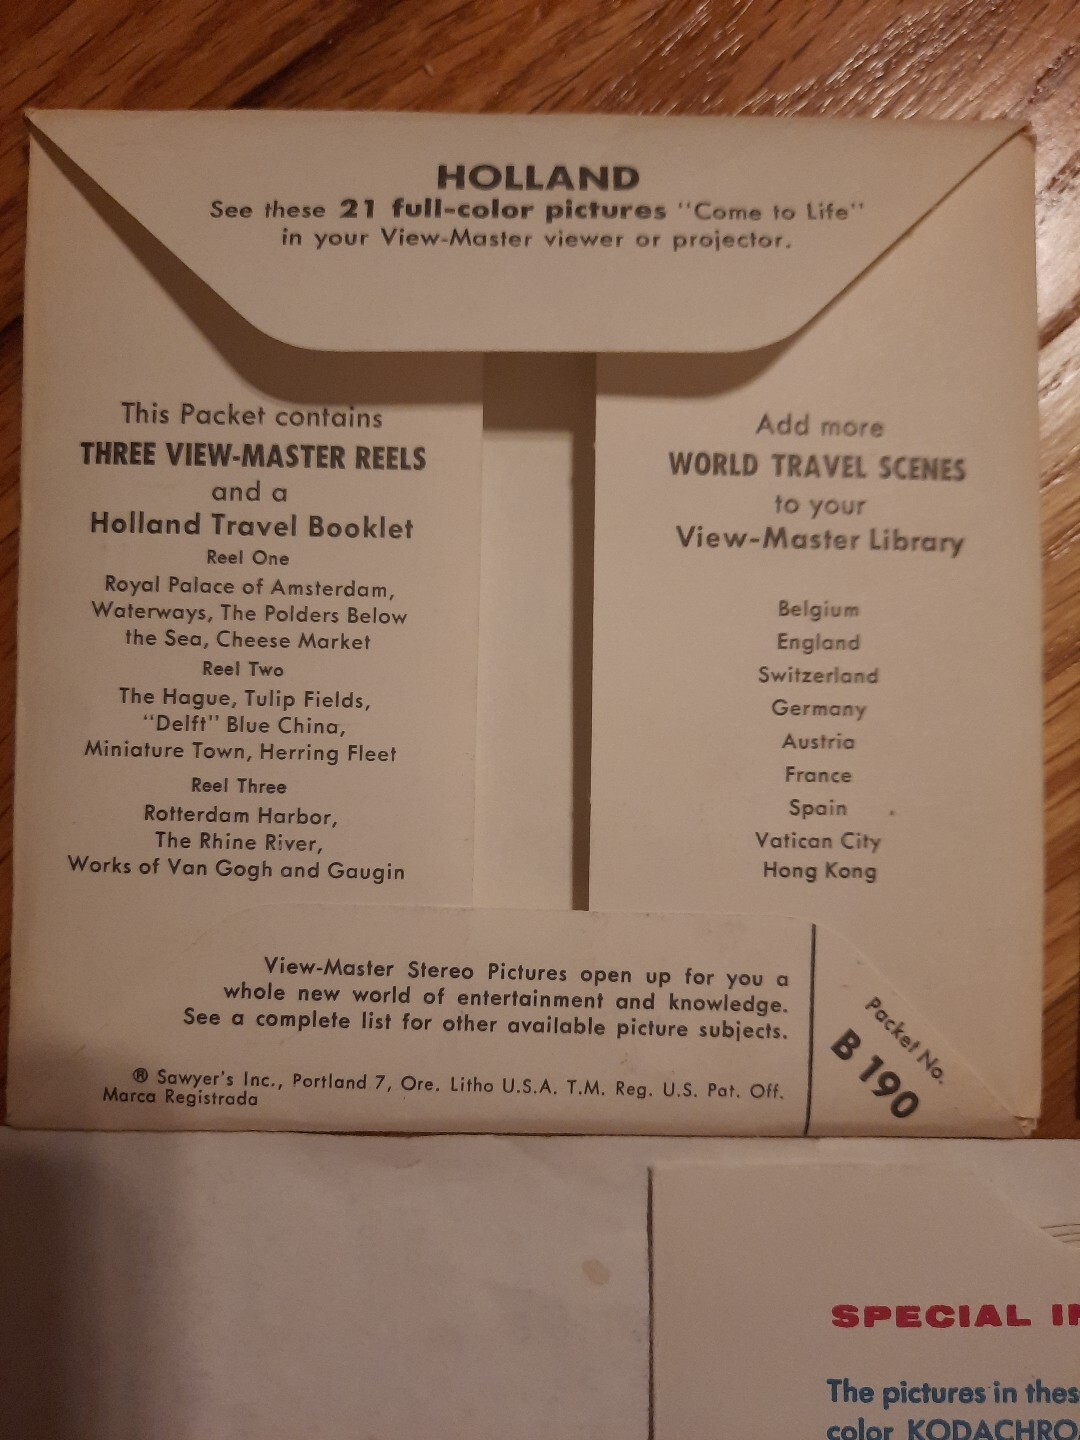 HOLLAND
See these 21 full-color pictures "Come to Life"
in your View-Master viewer or projector.
This Packet contains
THREE VIEW-MASTER REELS
and a
Holland Travel Booklet
Reel One
Royal Palace of Amsterdam,
Waterways, The Polders Below
the Sea, Cheese Market
Reel Two
The Hague, Tulip Fields,
"Delft" Blue China,
Miniature Town, Herring Fleet
Reel Three
Rotterdam Harbor,
The Rhine River,
Works of Van Gogh and Gaugin
Add more
WORLD TRAVEL SCENES
to your
View-Master Library
Belgium
England
Switzerland
Germany
Austria
France
Spain
Vatican City
Hong Kong
View-Master Stereo Pictures open up for you a
whole new world of entertainment and knowledge.
See a complete list for other available picture subjects.
® Sawyer's Inc., Portland 7, Ore. Litho U.S.A. T.M. Reg. U.S. Pat. Off.
Marca Registrada
Packet No.
B 190
SPECIAL
The pictures in thes
color KODACHRO